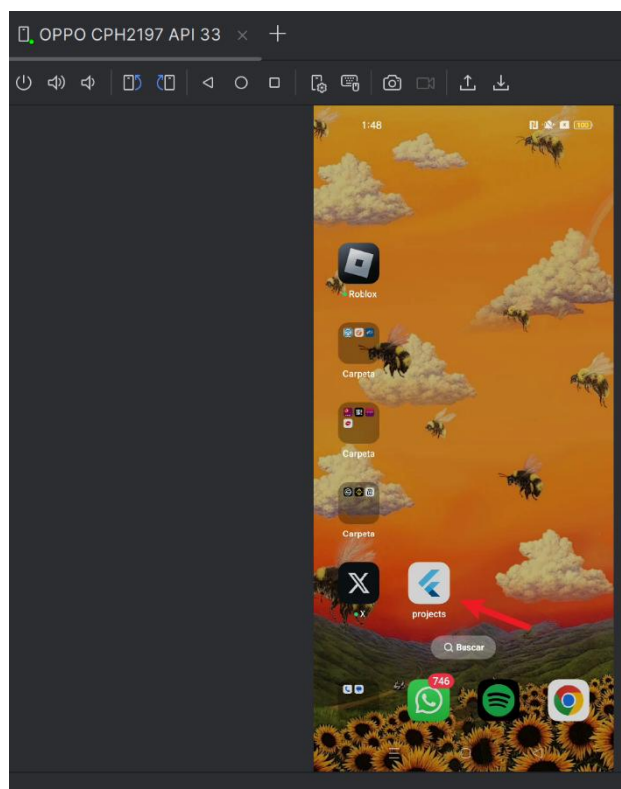 OPPO CPH2197 API 33
1:48
100
Roblox
Carpeta
Carpeta
Carpeta
X
projects
Buscar
746